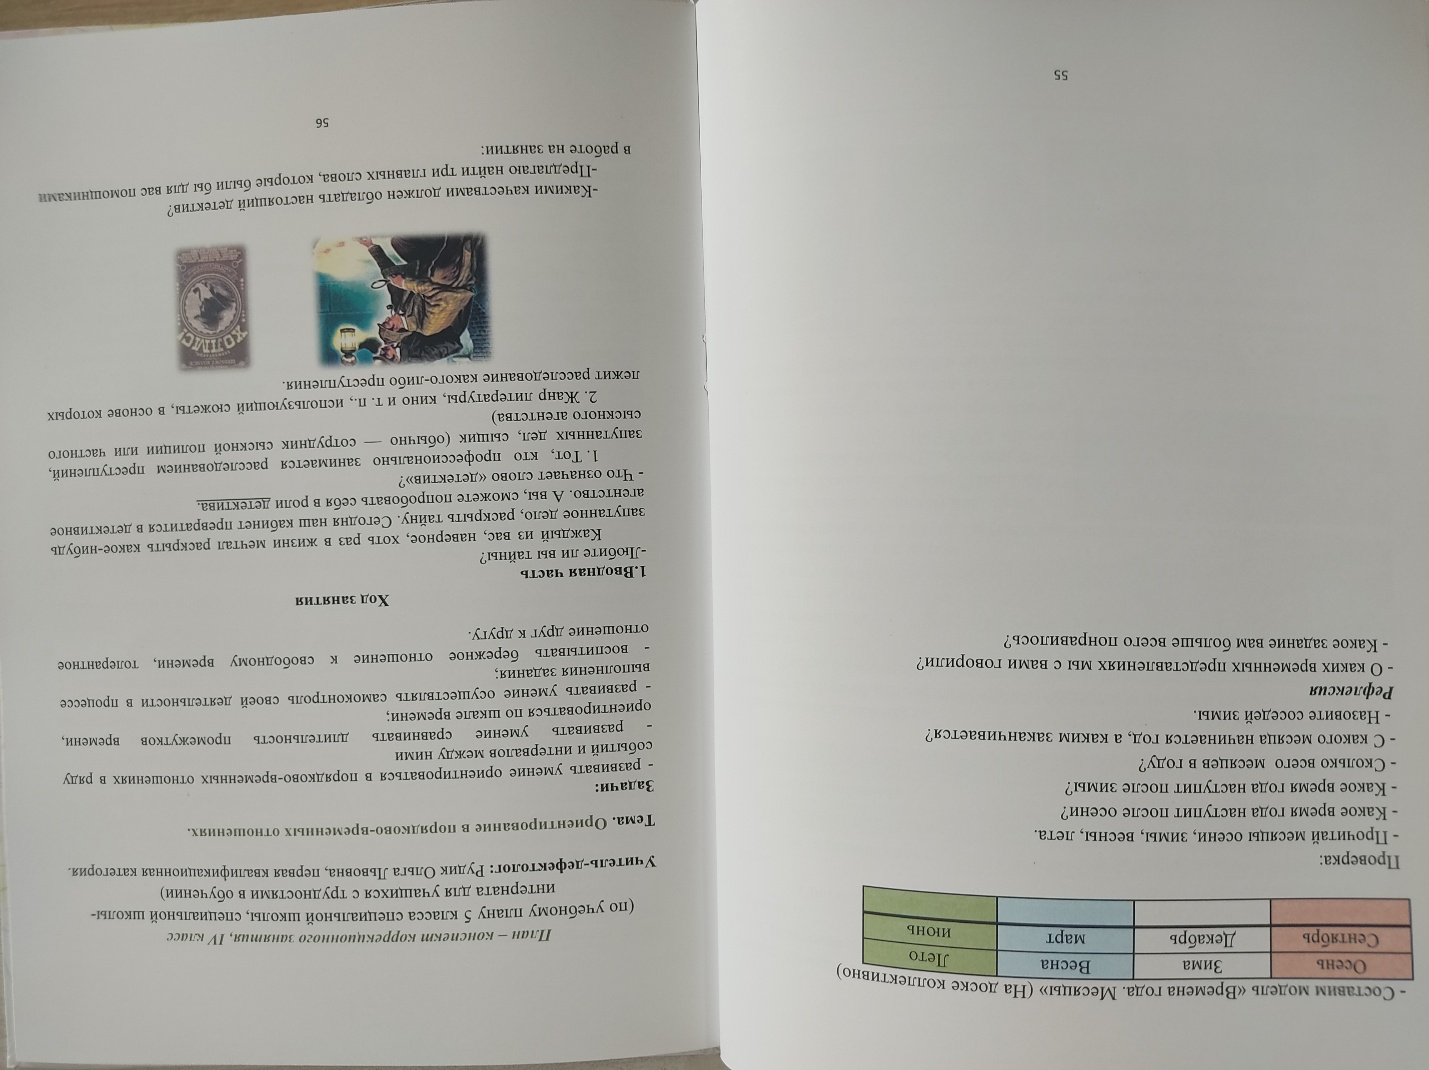 - Составим модель «Времена года. Месяцы» (На доске коллективно)
Осень Зима Весна Лето
Сентябрь Декабрь март июнь
Проверка:
- Прочитай месяцы осени, зимы, весны, лета.
- Какое время года наступит после осени?
- Какое время года наступит после зимы?
- Сколько всего месяцев в году?
- С какого месяца начинается год, а каким заканчивается?
- Назовите соседей зимы.
Рефлексия
- О каких временных представлениях мы с вами говорили?
- Какое задание вам больше всего понравилось?
55
План – конспект коррекционного занятия, IV класс
(по учебному плану 5 класса специальной школы, специальной школы-
интерната для учащихся с трудностями в обучении)
Учитель-дефектолог: Рудик Ольга Львовна, первая квалификационная категория.
Тема. Ориентирование в порядково-временных отношениях.
Задачи:
- развивать умение ориентироваться в порядково-временных отношениях в ряду
событий и интервалов между ними
- развивать умение сравнивать длительность промежутков времени,
ориентироваться по шкале времени;
- развивать умение осуществлять самоконтроль своей деятельности в процессе
выполнения задания;
- воспитывать бережное отношение к свободному времени, толерантное
отношение друг к другу.
Ход занятия
1.Вводная часть
-Любите ли вы тайны?
Каждый из вас, наверное, хоть раз в жизни мечтал раскрыть какое-нибудь
запутанное дело, раскрыть тайну. Сегодня наш кабинет превратится в детективное
агентство. А вы, сможете попробовать себя в роли детектива.
- Что означает слово «детектив»?
1. Тот, кто профессионально занимается расследованием преступлений,
запутанных дел, сыщик (обычно — сотрудник сыскной полиции или частного
сыскного агентства)
2. Жанр литературы, кино и т. п., использующий сюжеты, в основе которых
лежит расследование какого-либо преступления.
ХОЛМС
-Какими качествами должен обладать настоящий детектив?
-Предлагаю найти три главных слова, которые были бы для вас помощниками
в работе на занятии:
56